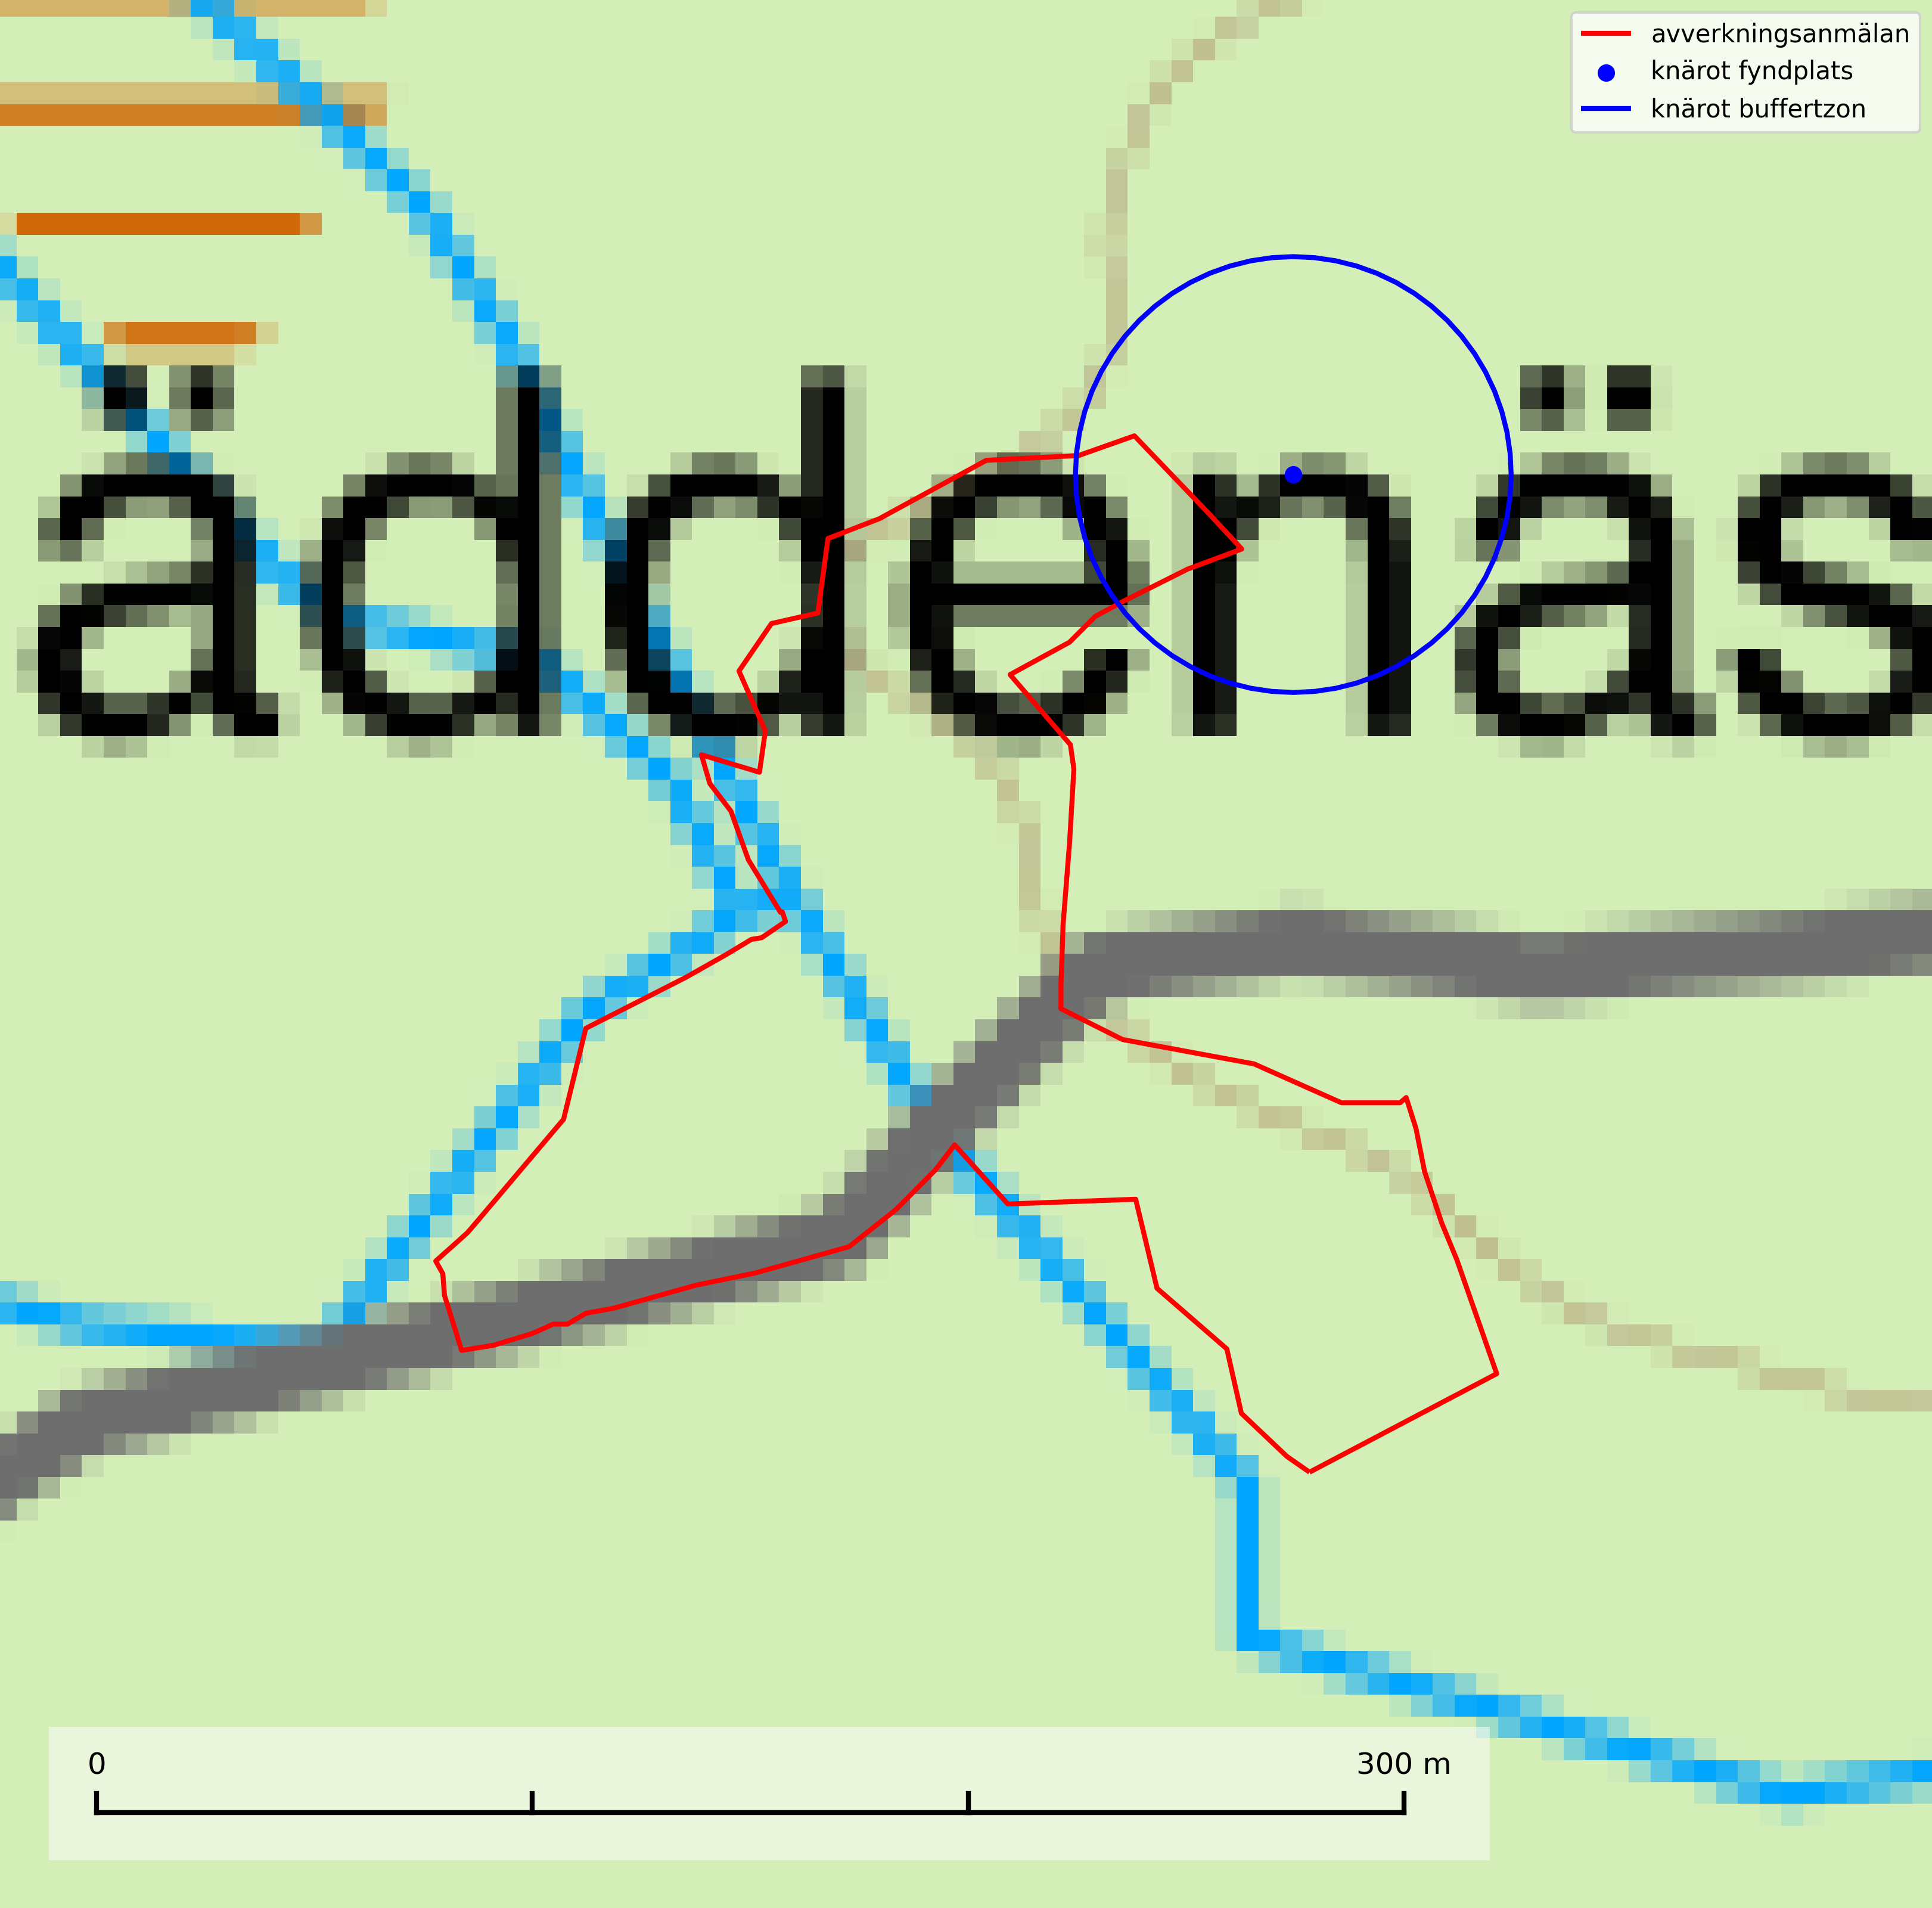 avverkningsanmälan
knärot fyndplats
knärot buffertzon
äddenäs
0 300 m